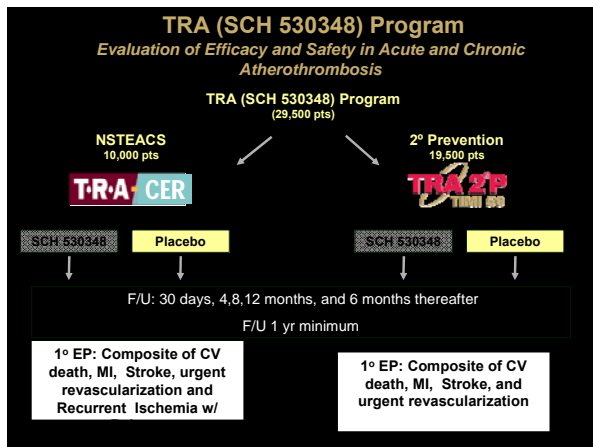 TRA (SCH 530348) Program
Evaluation of Efficacy and Safety in Acute and Chronic
Atherothrombosis
TRA (SCH 530348) Program
(29,500 pts)
NSTEACS
10,000 pts
2º Prevention
19,500 pts
T·R·A· CER
TRA 2°P
TIMI 50
SCH 530348
Placebo
SCH 530348
Placebo
F/U: 30 days, 4,8,12 months, and 6 months thereafter
F/U 1 yr minimum
1º EP: Composite of CV
death, MI, Stroke, urgent
revascularization and
Recurrent Ischemia w/
1º EP: Composite of CV
death, MI, Stroke, and
urgent revascularization